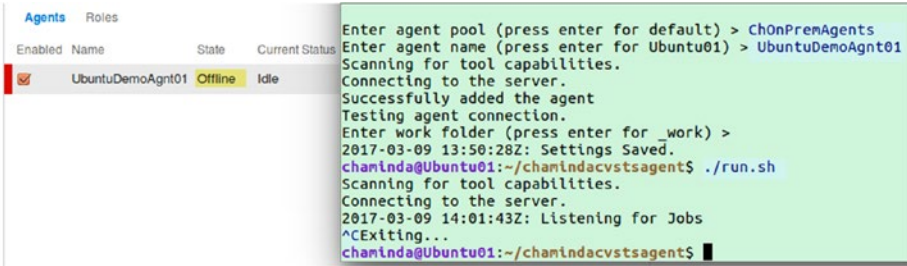 Agents Roles
Enabled Name State Current Status
UbuntuDemoAgnt01 Offline Idle
Enter agent pool (press enter for default) > ChOnPremAgents
Enter agent name (press enter for Ubuntu01) > UbuntuDemoAgnt01
Scanning for tool capabilities.
Connecting to the server.
Successfully added the agent
Testing agent connection.
Enter work folder (press enter for _work) >
2017-03-09 13:50:28Z: Settings Saved.
chaminda@Ubuntu01:~/chamindacvstsagent$ ./run.sh
Scanning for tool capabilities.
Connecting to the server.
2017-03-09 14:01:43Z: Listening for Jobs
^CExiting...
chaminda@Ubuntu01:~/chamindacvstsagent$